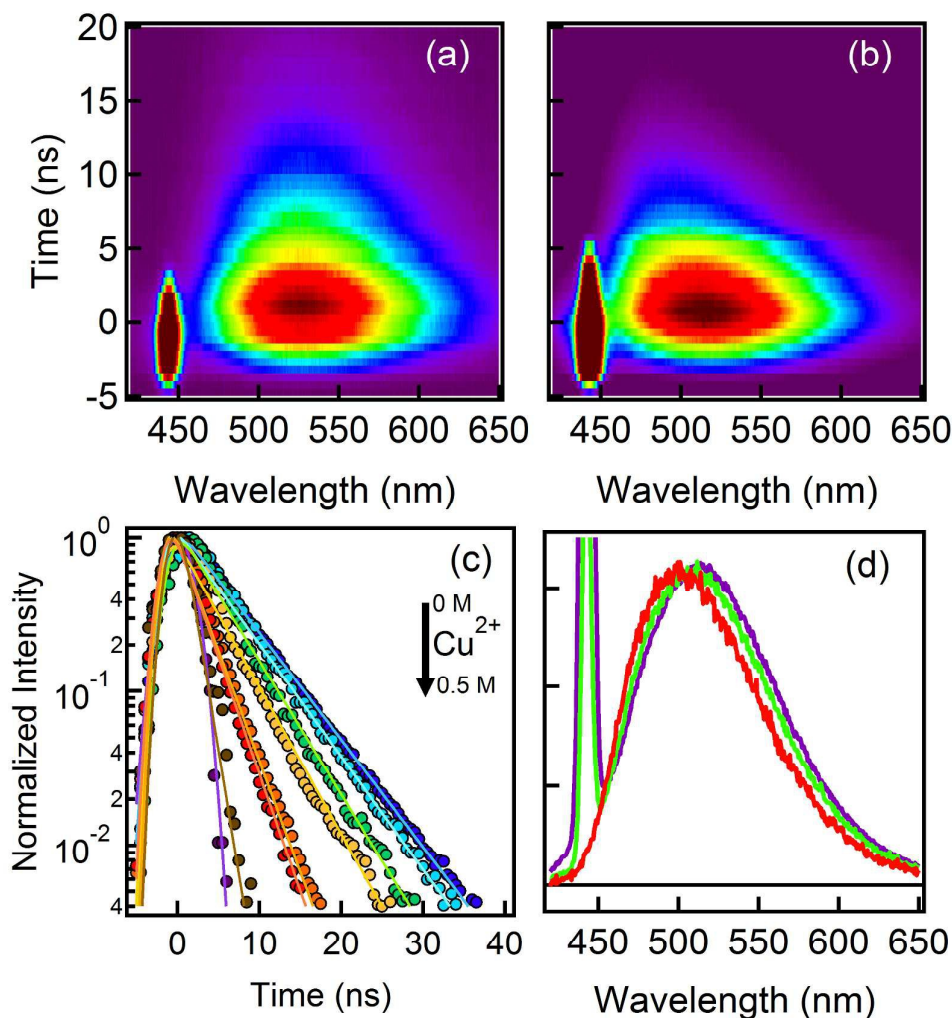 (a)
(b)
20
15
10
5
0
-5
Time (ns)
450 500 550 600 650
450 500 550 600 650
Wavelength (nm)
Wavelength (nm)
(c)
(d)
10^0
4
2
10^-1
4
2
10^-2
4
Normalized Intensity
0 M
Cu^2+
0.5 M
0 10 20 30 40
450 500 550 600 650
Time (ns)
Wavelength (nm)